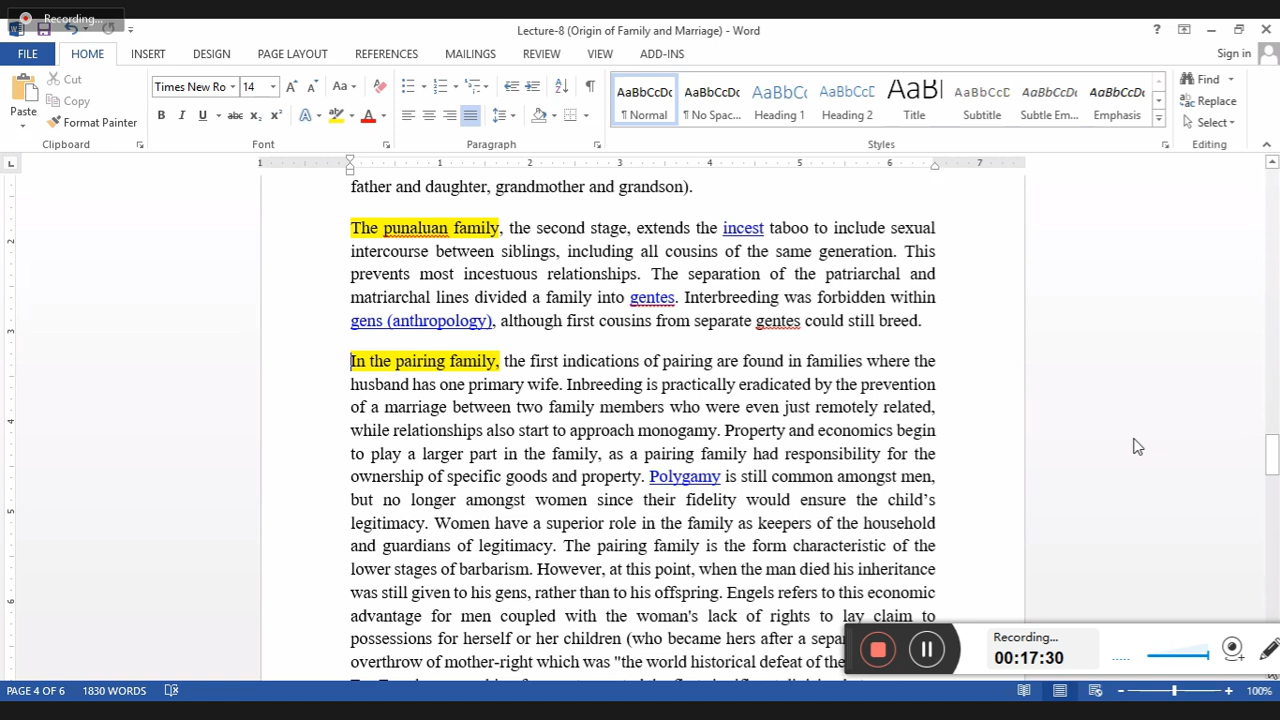 Recording...
Lecture-8 (Origin of Family and Marriage) - Word
Sign in
FILE HOME INSERT DESIGN PAGE LAYOUT REFERENCES MAILINGS REVIEW VIEW ADD-INS
Paste
Cut
Copy
Format Painter
Clipboard
Times New Ro 14
Font
Paragraph
AaBbCcDc AaBbCcDc AaBbCc AaBbCcD AaBl AaBbCcD AaBbCcDc AaBbCcDc
¶ Normal ¶ No Spac... Heading 1 Heading 2 Title Subtitle Subtle Em... Emphasis
Styles
Find
Replace
Select
Editing
1 1 2 3 4 5 6 7
2
3
4
5
6
father and daughter, grandmother and grandson).
The punaluan family, the second stage, extends the incest taboo to include sexual
intercourse between siblings, including all cousins of the same generation. This
prevents most incestuous relationships. The separation of the patriarchal and
matriarchal lines divided a family into gentes. Interbreeding was forbidden within
gens (anthropology), although first cousins from separate gentes could still breed.
In the pairing family, the first indications of pairing are found in families where the
husband has one primary wife. Inbreeding is practically eradicated by the prevention
of a marriage between two family members who were even just remotely related,
while relationships also start to approach monogamy. Property and economics begin
to play a larger part in the family, as a pairing family had responsibility for the
ownership of specific goods and property. Polygamy is still common amongst men,
but no longer amongst women since their fidelity would ensure the child's
legitimacy. Women have a superior role in the family as keepers of the household
and guardians of legitimacy. The pairing family is the form characteristic of the
lower stages of barbarism. However, at this point, when the man died his inheritance
was still given to his gens, rather than to his offspring. Engels refers to this economic
advantage for men coupled with the woman's lack of rights to lay claim to
possessions for herself or her children (who became hers after a
overthrow of mother-right which was "the world historical defeat of the
Recording...
00:17:30
PAGE 4 OF 6 1830 WORDS
100%